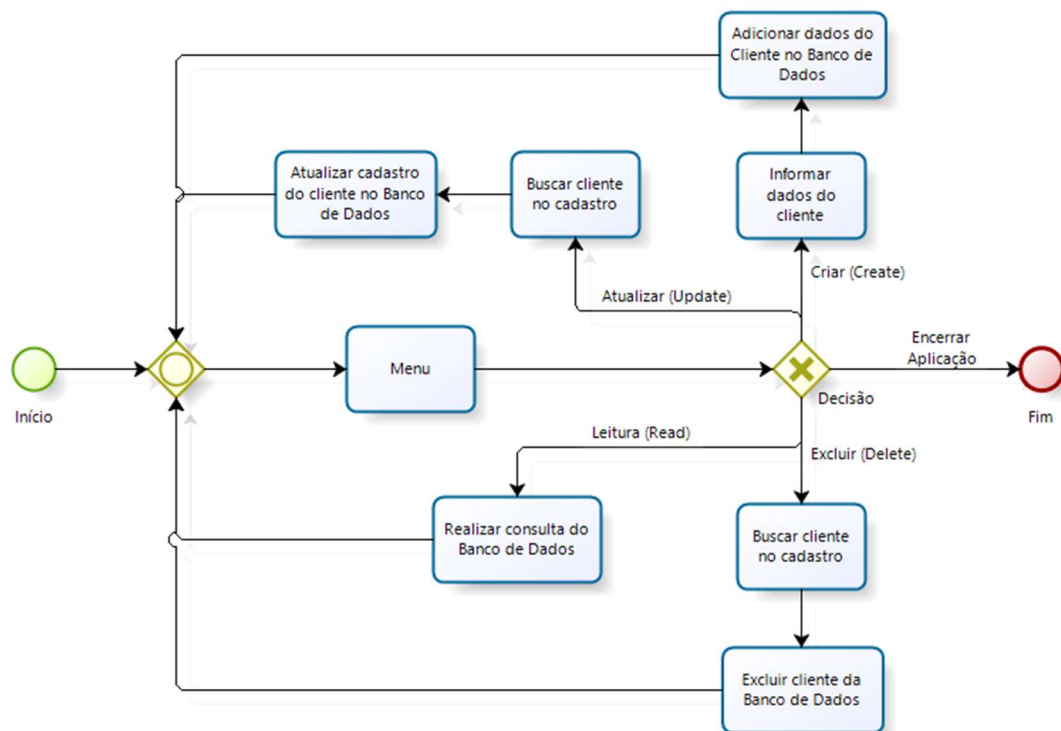 Adicionar dados do
Cliente no Banco de
Dados
Atualizar cadastro
do cliente no Banco
de Dados
Buscar cliente
no cadastro
Informar
dados do
cliente
Criar (Create)
Atualizar (Update)
Início
Menu
Decisão
Encerrar
Aplicação
Fim
Leitura (Read)
Excluir (Delete)
Realizar consulta do
Banco de Dados
Buscar cliente
no cadastro
Excluir cliente da
Banco de Dados